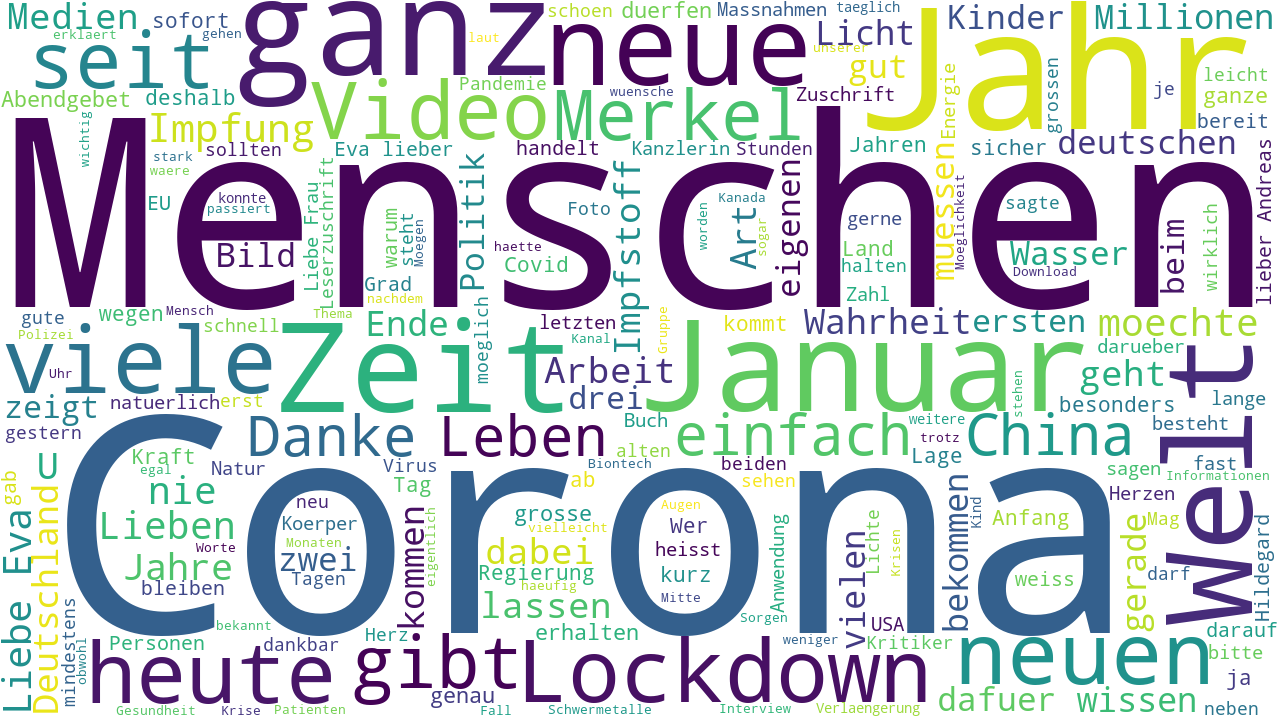 Medien
sofort
erklaert
gehen
seit
ganz
schoen
duerfen
Massnahmen
taeglich
laut
neue
unserer
Licht
Kinder
Millionen
Jahr
gut
Energie
grossen
leicht
je
ganze
bereit
Abendgebet
deshalb
wichtig
Impfung
Video
Pandemie
wuensche
Merkel
Zuschrift
Menschen
stark
waere
sollten
Eva lieber
handelt
Kanzlerin
Stunden
Jahren
muessen
sicher
deutschen
lieber Andreas
EU
konnte
passiert
Bild
Liebe Frau
Leserzuschrift
warum
steht
Moegen
Grad
nachdem
Politik
haette
Covid
Foto
Impfstoff
worden
Kanada
Art
sogar
eigenen
gerne
Land
halten
Zahl
Moeglichkeit
sagte
Wasser
Download
beim
wirklich
gute
Polizei
wegen
Mensch
schnell
Thema
Ende
moeglich
letzten
Kanal
Gruppe
kommt
Wahrheit
ersten
moechte
darueber
viele
Uhr
Zeit
Arbeit
drei
Januar
geht
Welt
zeigt
natuerlich
erst
gestern
Danke
Leben
Buch
alten
einfach
weitere
trotz
stehen
besonders
China
lange
besteht
Lage
Corona
Kraft
egal
Natur
Virus
Tag
Biontech
beiden
ab
sehen
sagen
fast
Informationen
gab
U
nie
neu
Koerper
Monaten
zwei
Tagen
Lieben
Worte
Jahre
bleiben
kommen
eigentlich
grosse
vielleicht
dabei
Regierung
haeufig
lassen
erhalten
Augen
Wer
heisst
kurz
Mitte
Anwendung
Sorgen
vielen
Lichte
Krisen
bekommen
Kind
Anfang
weiss
Herzen
Mag
gerade
darf
Hildegard
Liebe Eva
Deutschland
mindestens
obwohl
Personen
bekannt
dankbar
Herz
heute
gibt
genau
Lockdown
weniger
USA
Kritiker
neuen
darauf
bitte
ja
dafuer
wissen
neben
Gesundheit
Krise
Patienten
Fall
Schwermetalle
Interview
Verlaengerung